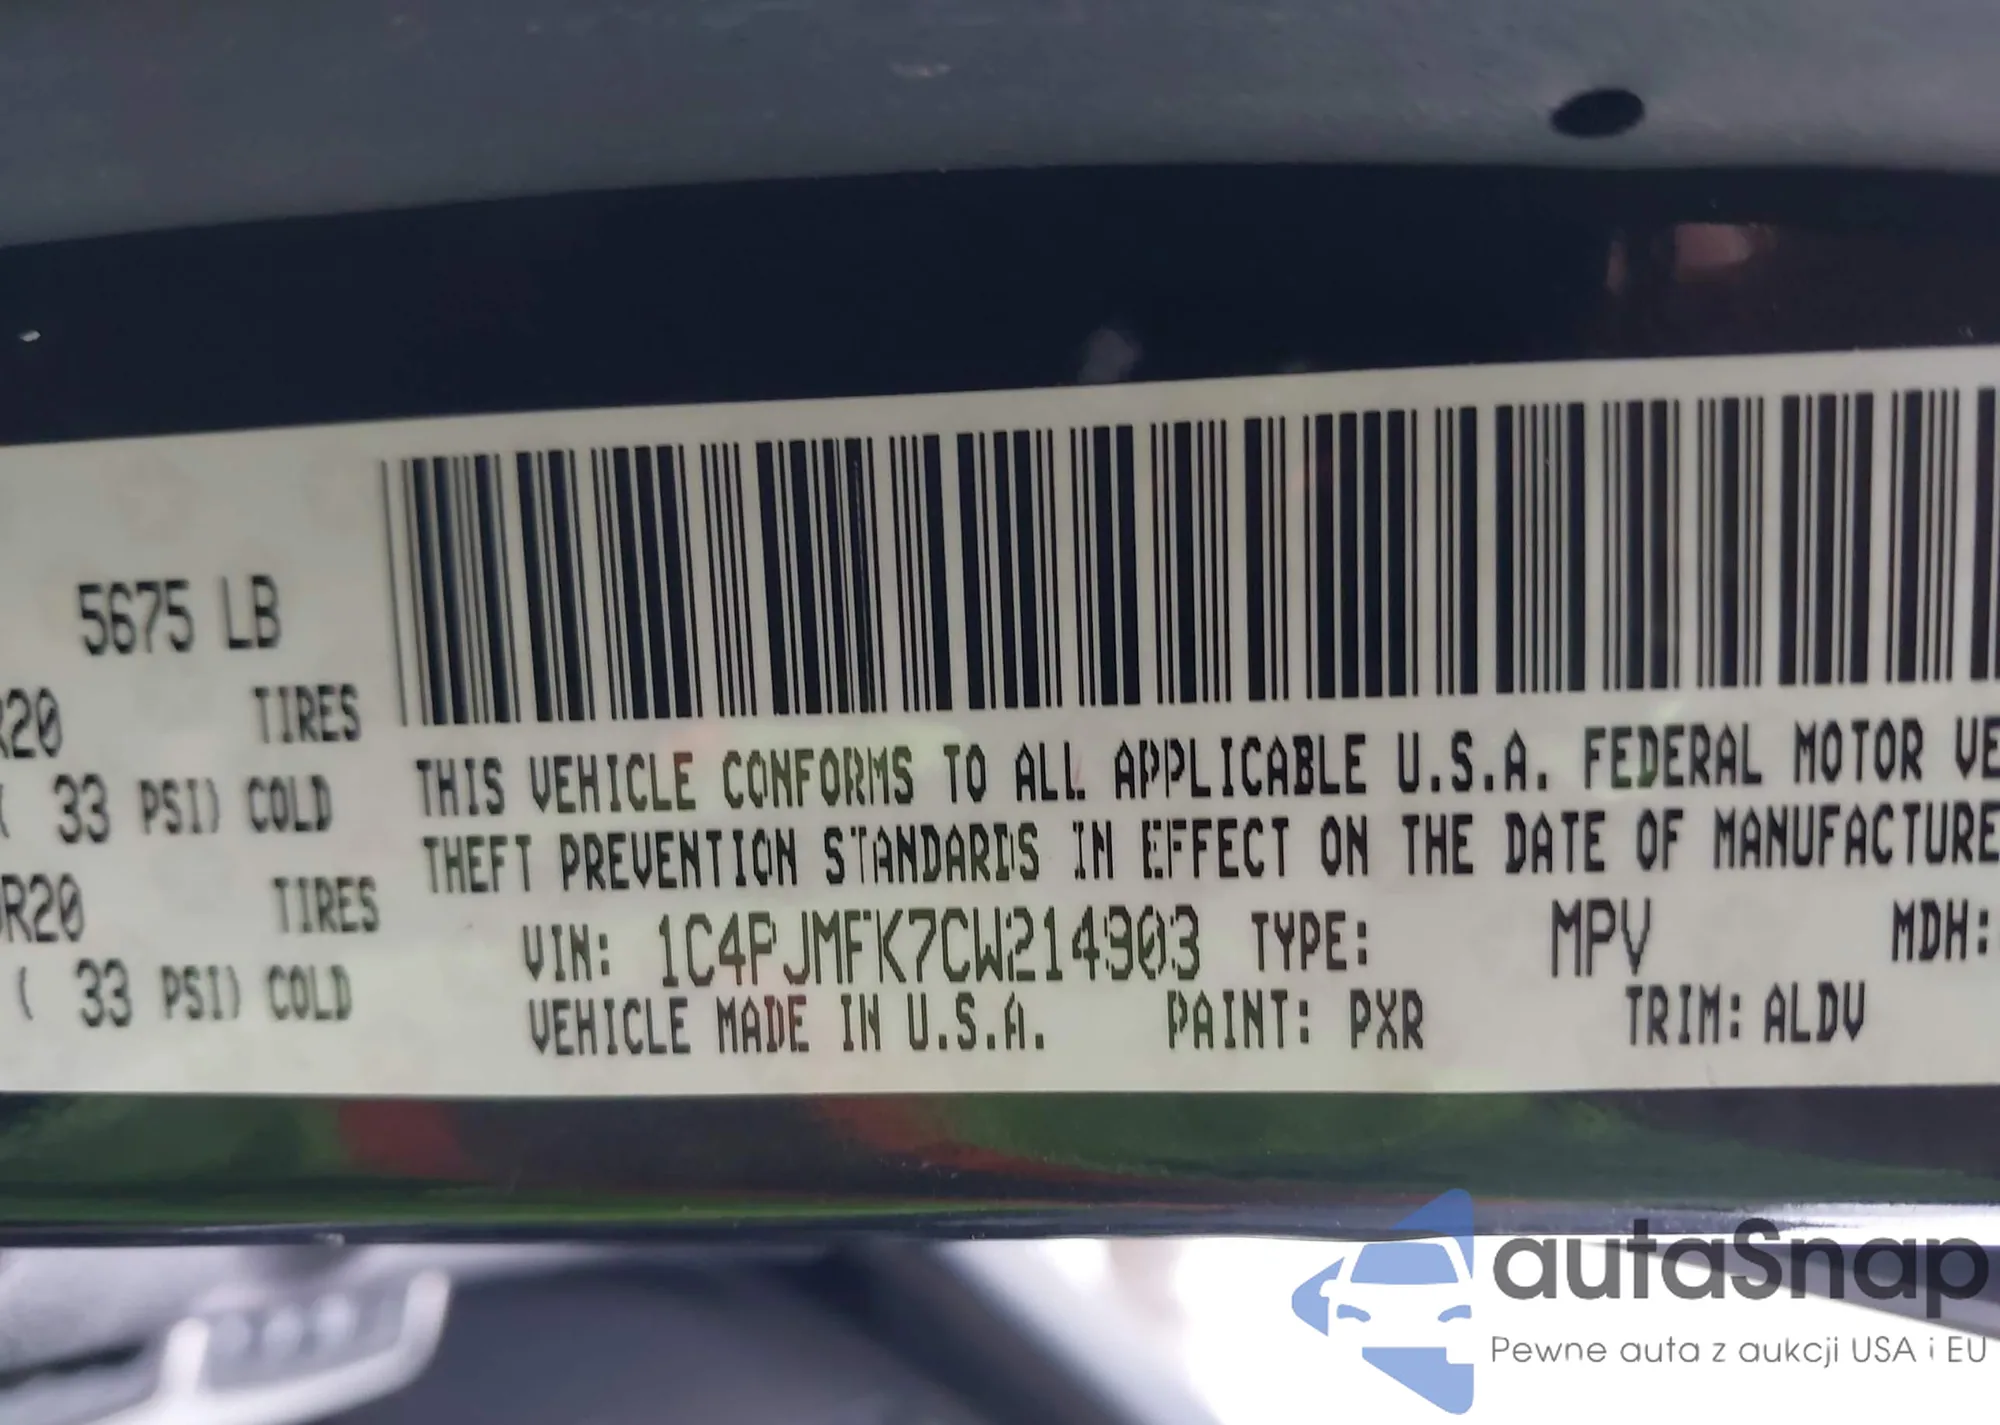 5675 LB
R20 TIRES
( 33 PSI) COLD
R20 TIRES
( 33 PSI) COLD
THIS VEHICLE CONFORMS TO ALL APPLICABLE U.S.A. FEDERAL MOTOR VE
THEFT PREVENTION STANDARDS IN EFFECT ON THE DATE OF MANUFACTURE
VIN: 1C4PJMFK7CW214903 TYPE: MPV MDH:
VEHICLE MADE IN U.S.A. PAINT: PXR TRIM: ALDV
autaSnap
Pewne auta z aukcji USA i EU